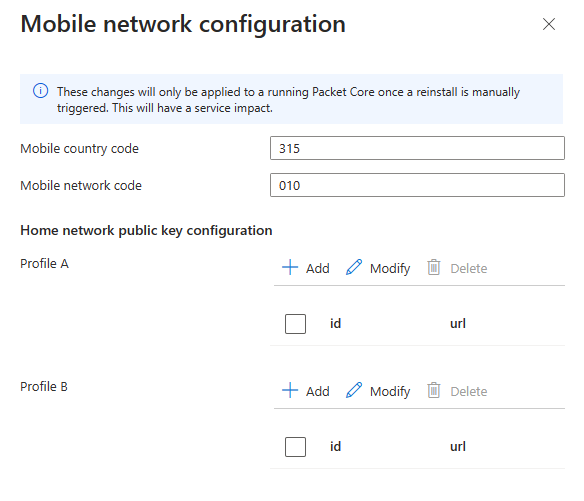 Mobile network configuration
These changes will only be applied to a running Packet Core once a reinstall is manually
triggered. This will have a service impact.
Mobile country code 315
Mobile network code 010
Home network public key configuration
Profile A Add Modify Delete
id url
Profile B Add Modify Delete
id url